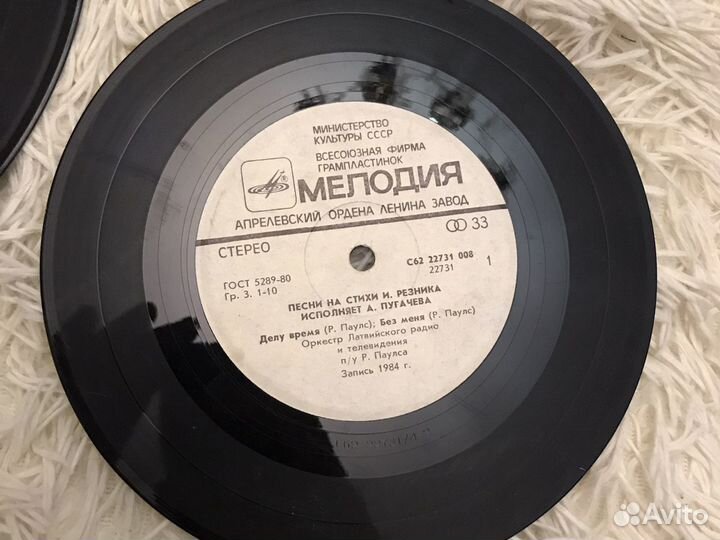 МИНИСТЕРСТВО
КУЛЬТУРЫ СССР
ВСЕСОЮЗНАЯ ФИРМА
ГРАМПЛАСТИНОК
МЕЛОДИЯ
АПРЕЛЕВСКИЙ ОРДЕНА ЛЕНИНА ЗАВОД
СТЕРЕО
33
ГОСТ 5289-80
Гр. 3. 1-10
С62 22731 008
22731
1
ПЕСНИ НА СТИХИ И. РЕЗНИКА
ИСПОЛНЯЕТ А. ПУГАЧЕВА
Делу время (Р. Паулс); Без меня (Р. Паулс)
Оркестр Латвийского радио
и телевидения
п/у Р. Паулса
Запись 1984 г.
Avito